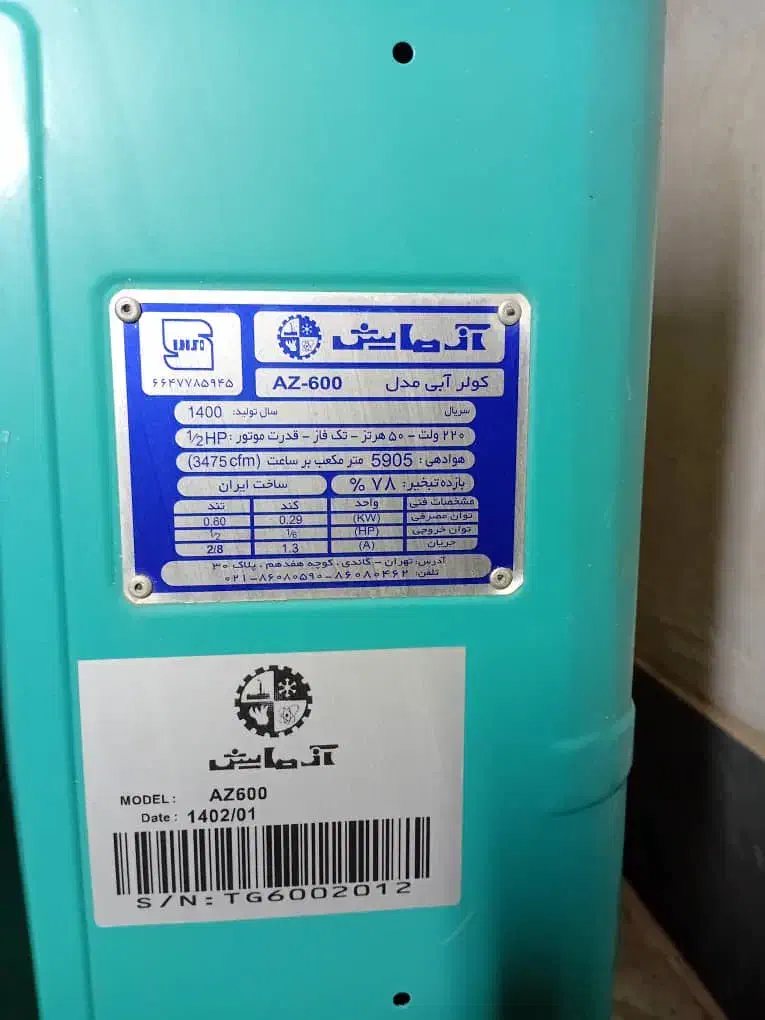 آزمایش
۶۶۴۷۷۸۵۹۴۵
کولر آبی مدل AZ-600
سریال سال تولید: 1400
۲۲۰ ولت - ۵۰ هرتز - تک فاز - قدرت موتور: 1/2HP
هوادهی: 5905 متر مکعب بر ساعت (3475 cfm)
بازده تبخیر: ۷۸ %
ساخت ایران
مشخصات فنی واحد کند تند
توان مصرفی (KW) 0.29 0.60
توان خروجی (HP) 1/6 1/2
جریان (A) 1.3 2/8
آدرس: تهران - گاندی، کوچه هفدهم، پلاک ۳۰
تلفن: ۸۶۰۸۰۴۶۲-۸۶۰۸۰۵۹۰-۰۲۱
آزمایش
MODEL: AZ600
Date: 1402/01
S/N: TG6002012